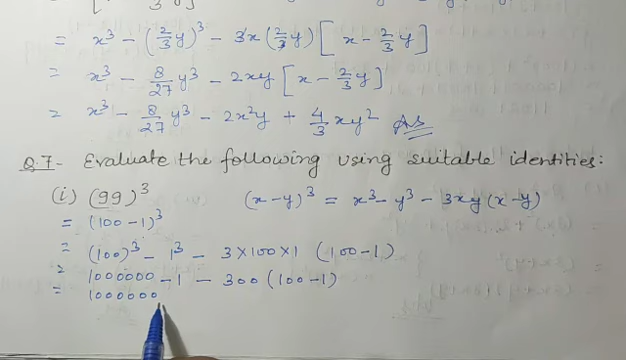 = x³ - (2/3 y)³ - 3x(2/3 y) [x - 2/3 y]
= x³ - 8/27 y³ - 2xy [x - 2/3 y]
= x³ - 8/27 y³ - 2x²y + 4/3 xy² As
Q.7- Evaluate the following using suitable identities:
(i) (99)³ (x-y)³ = x³ - y³ - 3xy(x-y)
= (100-1)³
= (100)³ - 1³ - 3×100×1 (100-1)
= 1000000 - 1 - 300(100-1)
= 1000000